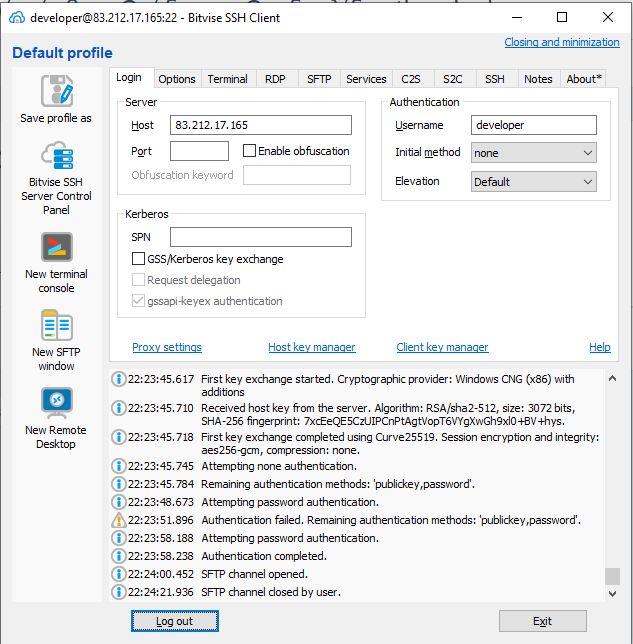 developer@83.212.17.165:22 - Bitvise SSH Client
Default profile
Closing and minimization
Save profile as
Bitvise SSH
Server Control
Panel
New terminal
console
New SFTP
window
New Remote
Desktop
Login Options Terminal RDP SFTP Services C2S S2C SSH Notes About*
Server
Host 83.212.17.165
Port Enable obfuscation
Obfuscation keyword
Kerberos
SPN
GSS/Kerberos key exchange
Request delegation
gssapi-keyex authentication
Authentication
Username developer
Initial method none
Elevation Default
Proxy settings Host key manager Client key manager Help
22:23:45.617 First key exchange started. Cryptographic provider: Windows CNG (x86) with
additions
22:23:45.710 Received host key from the server. Algorithm: RSA/sha2-512, size: 3072 bits,
SHA-256 fingerprint: 7xcEeQE5CzUIPCnPtAgtVopT6VYgXwGh9xl0+BV+hys.
22:23:45.718 First key exchange completed using Curve25519. Session encryption and integrity:
aes256-gcm, compression: none.
22:23:45.745 Attempting none authentication.
22:23:45.784 Remaining authentication methods: 'publickey,password'.
22:23:48.673 Attempting password authentication.
22:23:51.896 Authentication failed. Remaining authentication methods: 'publickey,password'.
22:23:58.188 Attempting password authentication.
22:23:58.238 Authentication completed.
22:24:00.452 SFTP channel opened.
22:24:21.936 SFTP channel closed by user.
Log out Exit